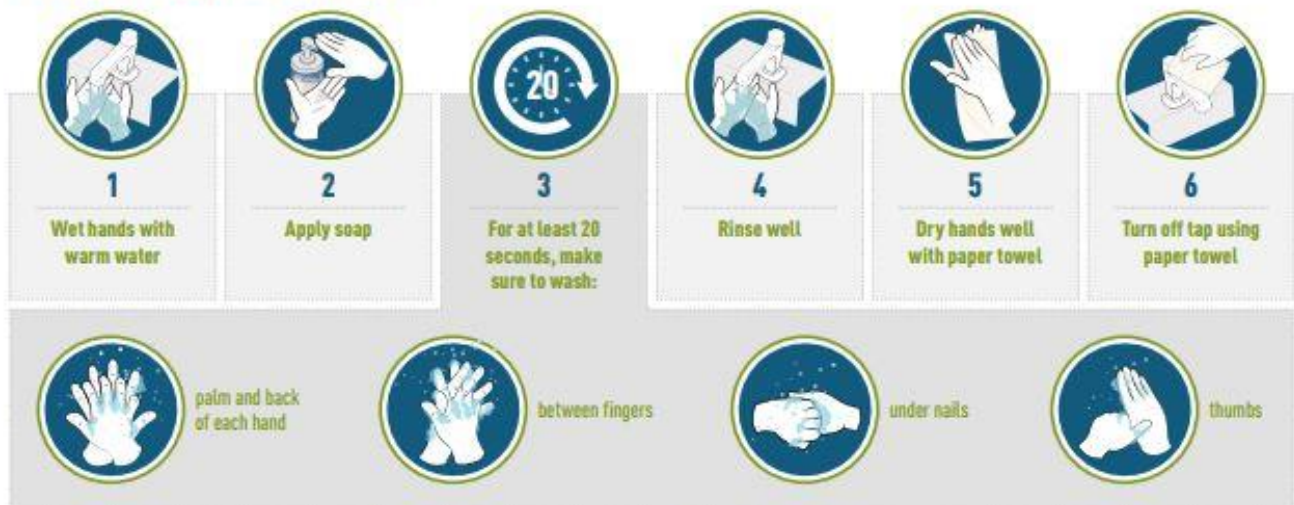 1
Wet hands with
warm water
2
Apply soap
20
3
For at least 20
seconds, make
sure to wash:
4
Rinse well
5
Dry hands well
with paper towel
6
Turn off tap using
paper towel
palm and back
of each hand
between fingers
under nails
thumbs